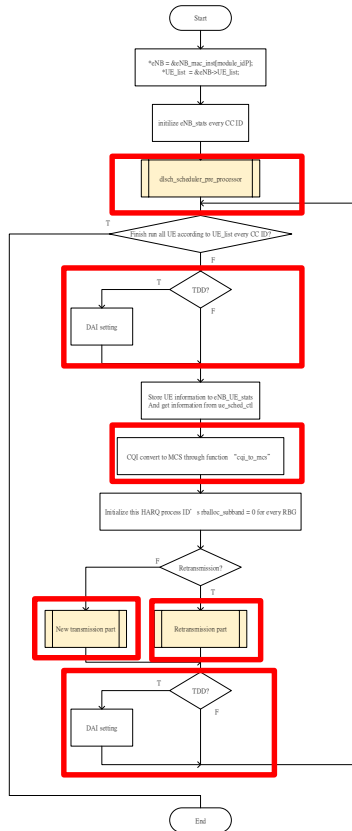 Start
*eNB = &eNB_mac_inst[module_idP];
*UE_list = &eNB->UE_list;
initilize eNB_stats every CC ID
dlsch_scheduler_pre_processor
T
Finish run all UE according to UE_list every CC ID?
F
T
TDD?
F
DAI setting
Store UE information to eNB_UE_stats
And get information from ue_sched_ctl
CQI convert to MCS through function “cqi_to_mcs”
Initialize this HARQ process ID’s rballoc_subband = 0 for every RBG
F
Retransmission?
T
New transmission part
Retransmission part
T
TDD?
F
DAI setting
End